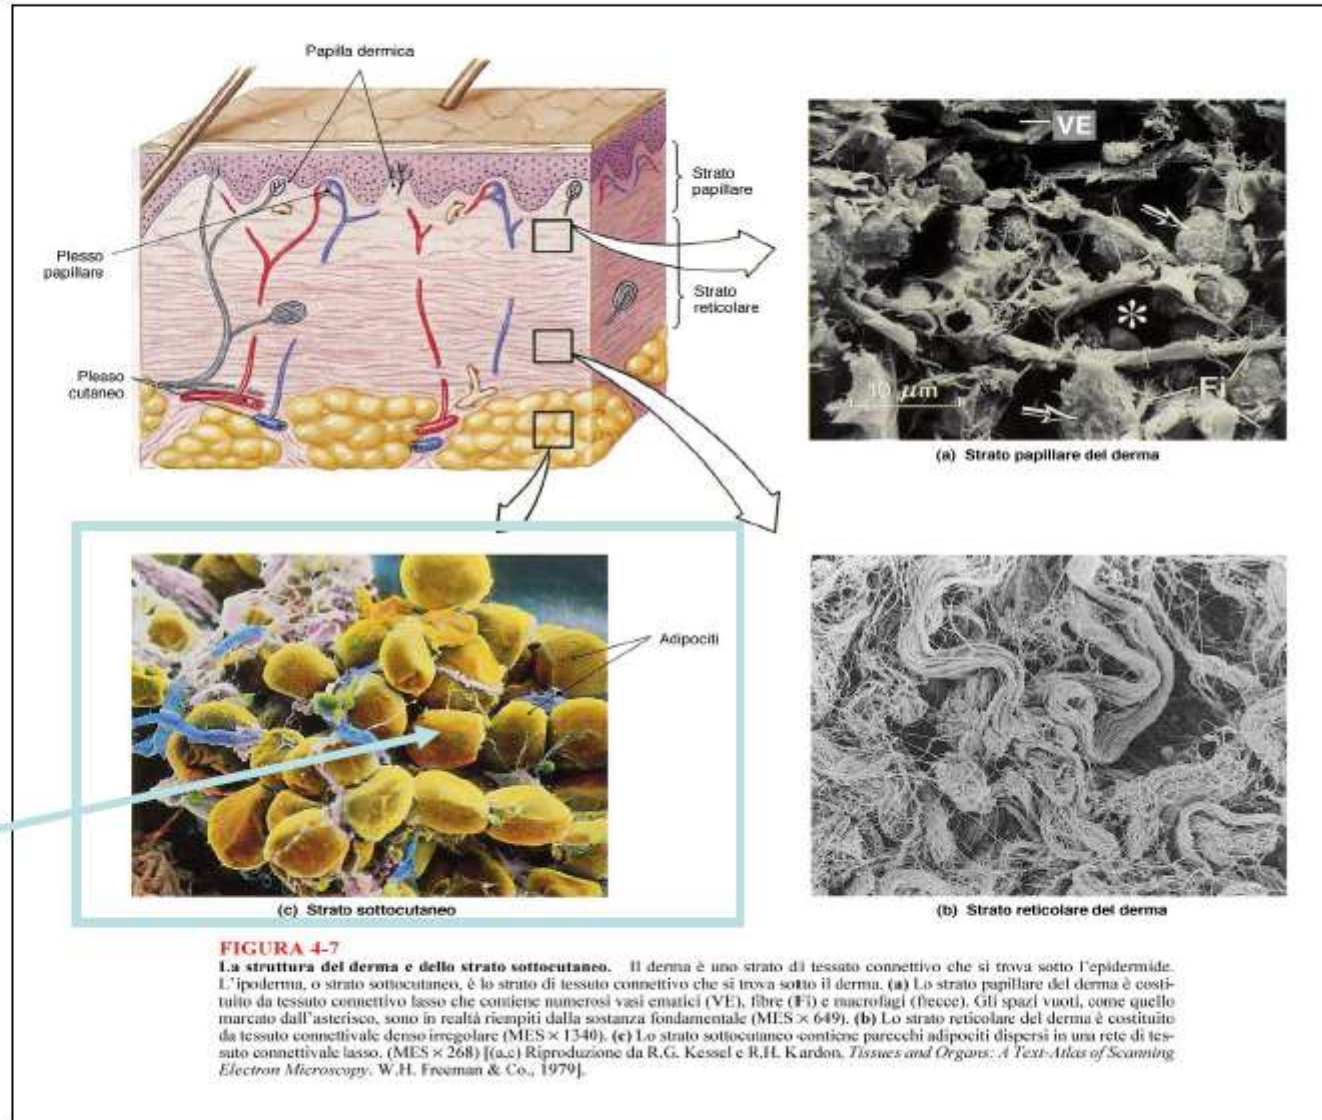 Papilla dermica
Strato
papillare
Plesso
papillare
Strato
reticolare
Plesso
cutaneo
VE
*
Fi
10 μm
(a) Strato papillare del derma
Adipociti
(c) Strato sottocutaneo
(b) Strato reticolare del derma
FIGURA 4-7
La struttura del derma e dello strato sottocutaneo. Il derma è uno strato di tessuto connettivo che si trova sotto l'epidermide.
L'ipoderma, o strato sottocutaneo, è lo strato di tessuto connettivo che si trova sotto il derma. (a) Lo strato papillare del derma è costi-
tuito da tessuto connettivo lasso che contiene numerosi vasi ematici (VE), fibre (Fi) e macrofagi (frecce). Gli spazi vuoti, come quello
marcato dall'asterisco, sono in realtà riempiti dalla sostanza fondamentale (MES × 649). (b) Lo strato reticolare del derma è costituito
da tessuto connettivale denso irregolare (MES × 1340). (c) Lo strato sottocutaneo contiene parecchi adipociti dispersi in una rete di tes-
suto connettivale lasso. (MES × 268) [(a,c) Riproduzione da R.G. Kessel e R.H. Kardon, Tissues and Organs: A Text-Atlas of Scanning
Electron Microscopy. W.H. Freeman & Co., 1979].